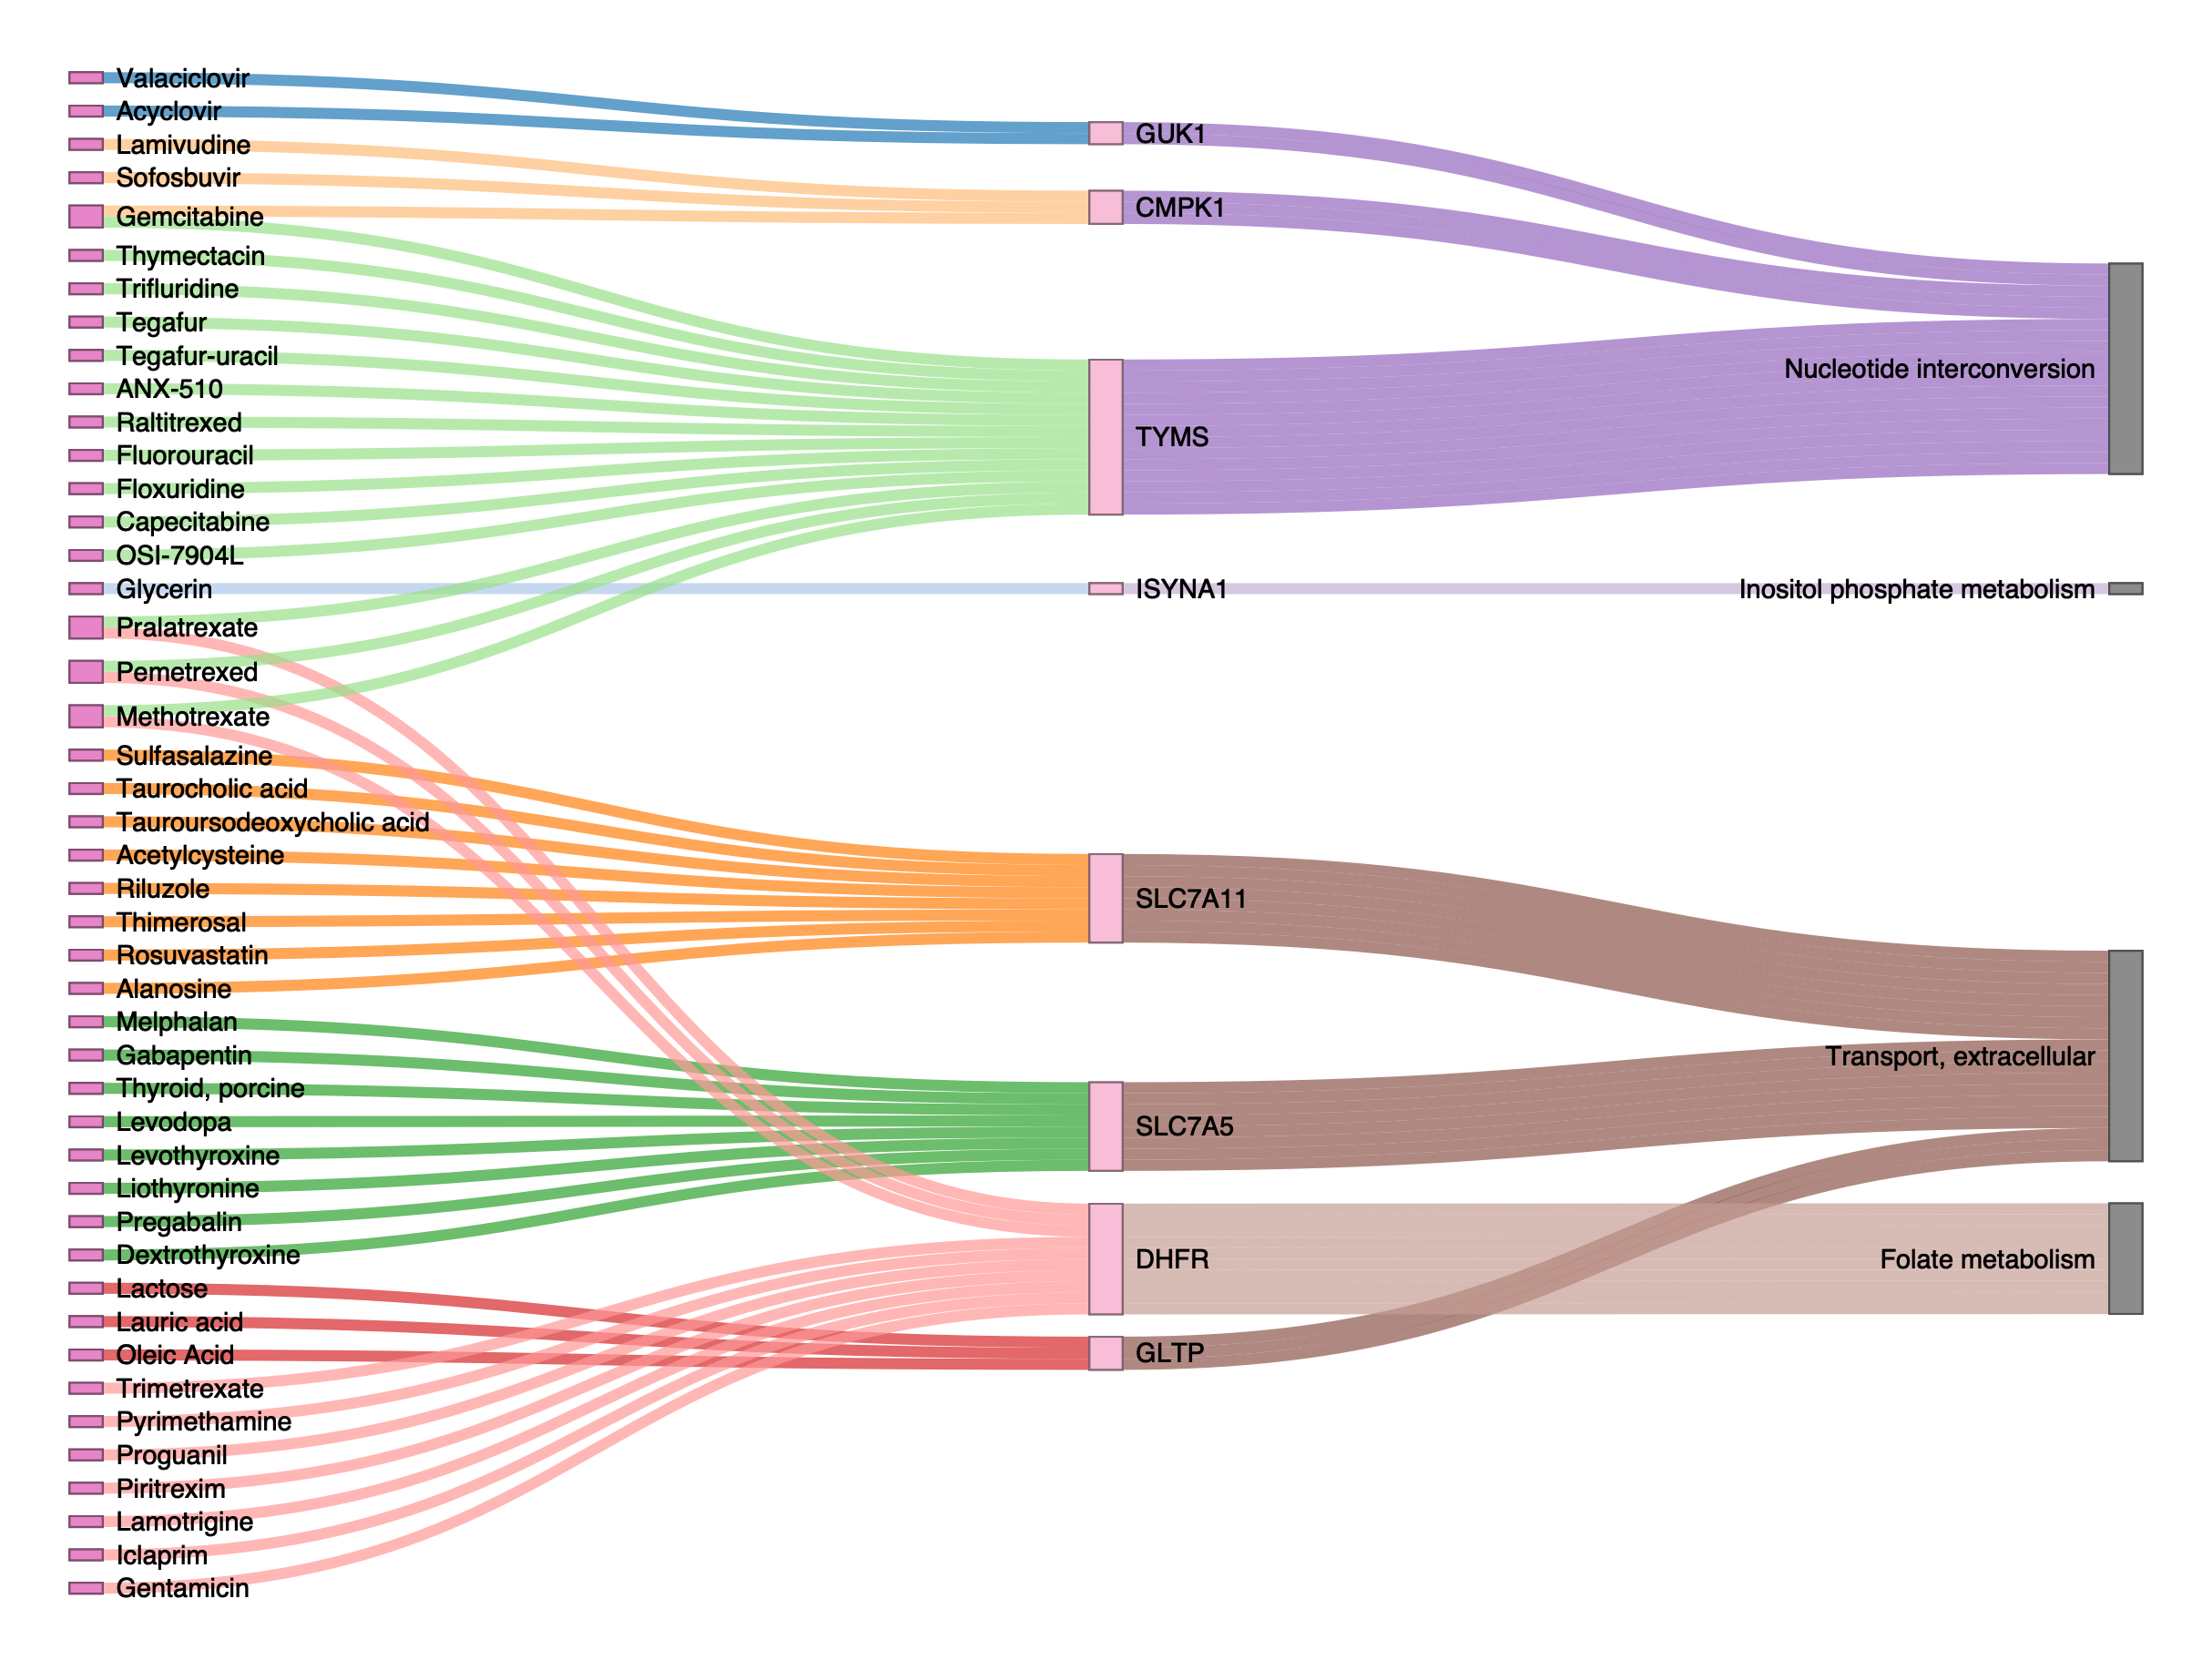 Valaciclovir
Acyclovir
Lamivudine
Sofosbuvir
Gemcitabine
Thymectacin
Trifluridine
Tegafur
Tegafur-uracil
ANX-510
Raltitrexed
Fluorouracil
Floxuridine
Capecitabine
OSI-7904L
Glycerin
Pralatrexate
Pemetrexed
Methotrexate
Sulfasalazine
Taurocholic acid
Tauroursodeoxycholic acid
Acetylcysteine
Riluzole
Thimerosal
Rosuvastatin
Alanosine
Melphalan
Gabapentin
Thyroid, porcine
Levodopa
Levothyroxine
Liothyronine
Pregabalin
Dextrothyroxine
Lactose
Lauric acid
Oleic Acid
Trimetrexate
Pyrimethamine
Proguanil
Piritrexim
Lamotrigine
Iclaprim
Gentamicin
GUK1
CMPK1
TYMS
ISYNA1
SLC7A11
SLC7A5
DHFR
GLTP
Nucleotide interconversion
Inositol phosphate metabolism
Transport, extracellular
Folate metabolism